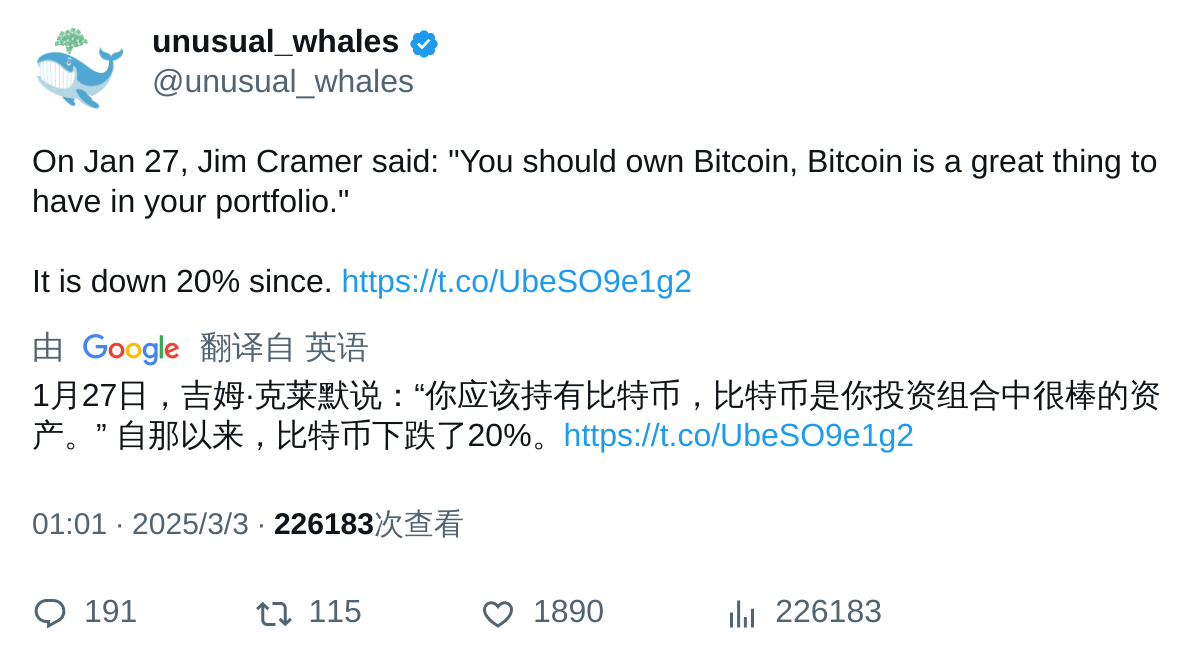 unusual_whales
@unusual_whales
On Jan 27, Jim Cramer said: "You should own Bitcoin, Bitcoin is a great thing to
have in your portfolio."
It is down 20% since. https://t.co/UbeSO9e1g2
由 Google 翻译自 英语
1月27日，吉姆·克莱默说：“你应该持有比特币，比特币是你投资组合中很棒的资
产。” 自那以来，比特币下跌了20%。https://t.co/UbeSO9e1g2
01:01 · 2025/3/3 · 226183次查看
191 115 1890 226183